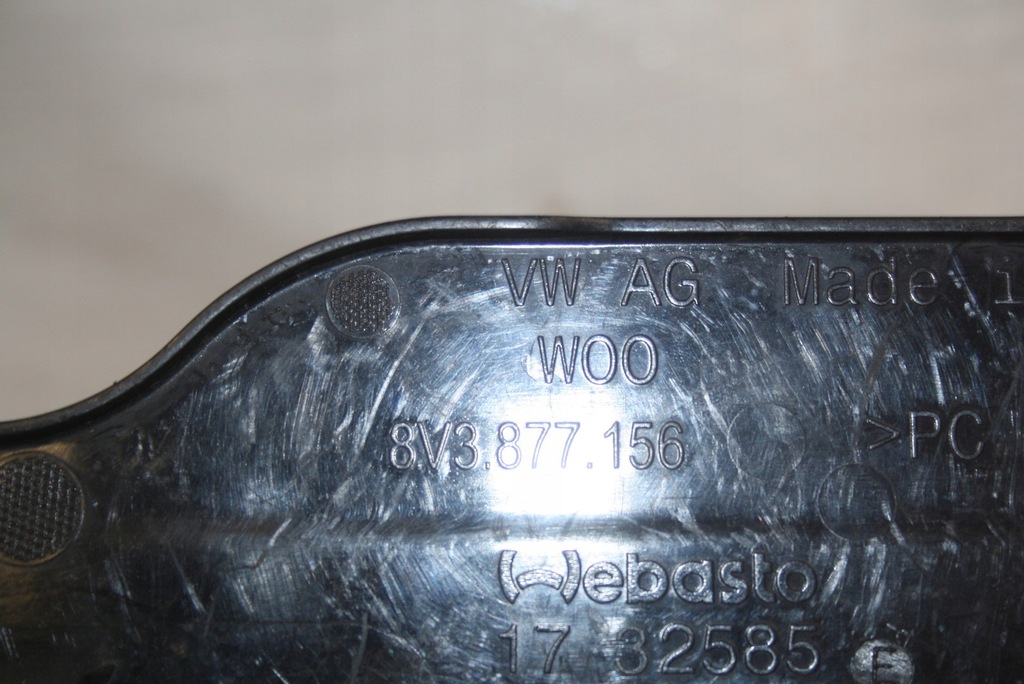 VW AG Made i
WOO
8V3.877.156 >PC
Webasto
17 32585